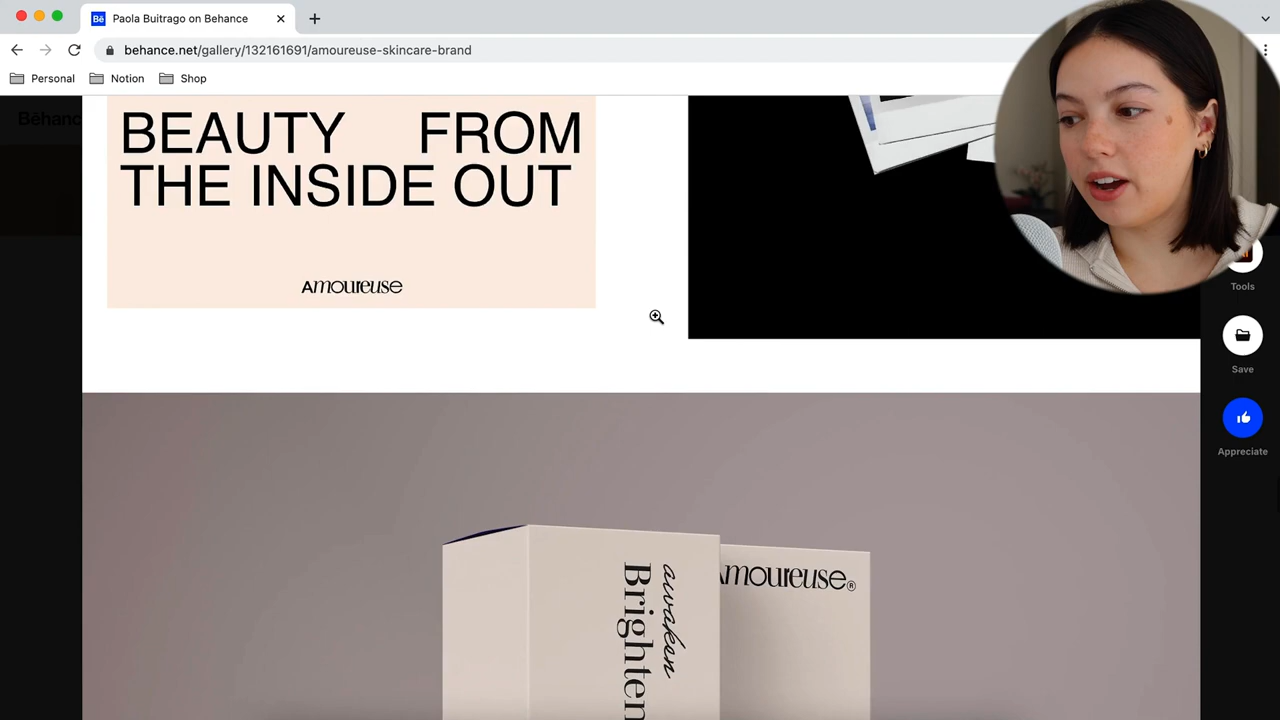 Paola Buitrago on Behance
behance.net/gallery/132161691/amoureuse-skincare-brand
Personal
Notion
Shop
BEAUTY FROM
THE INSIDE OUT
Amoureuse
Tools
Save
Appreciate
Amoureuse®
awaken